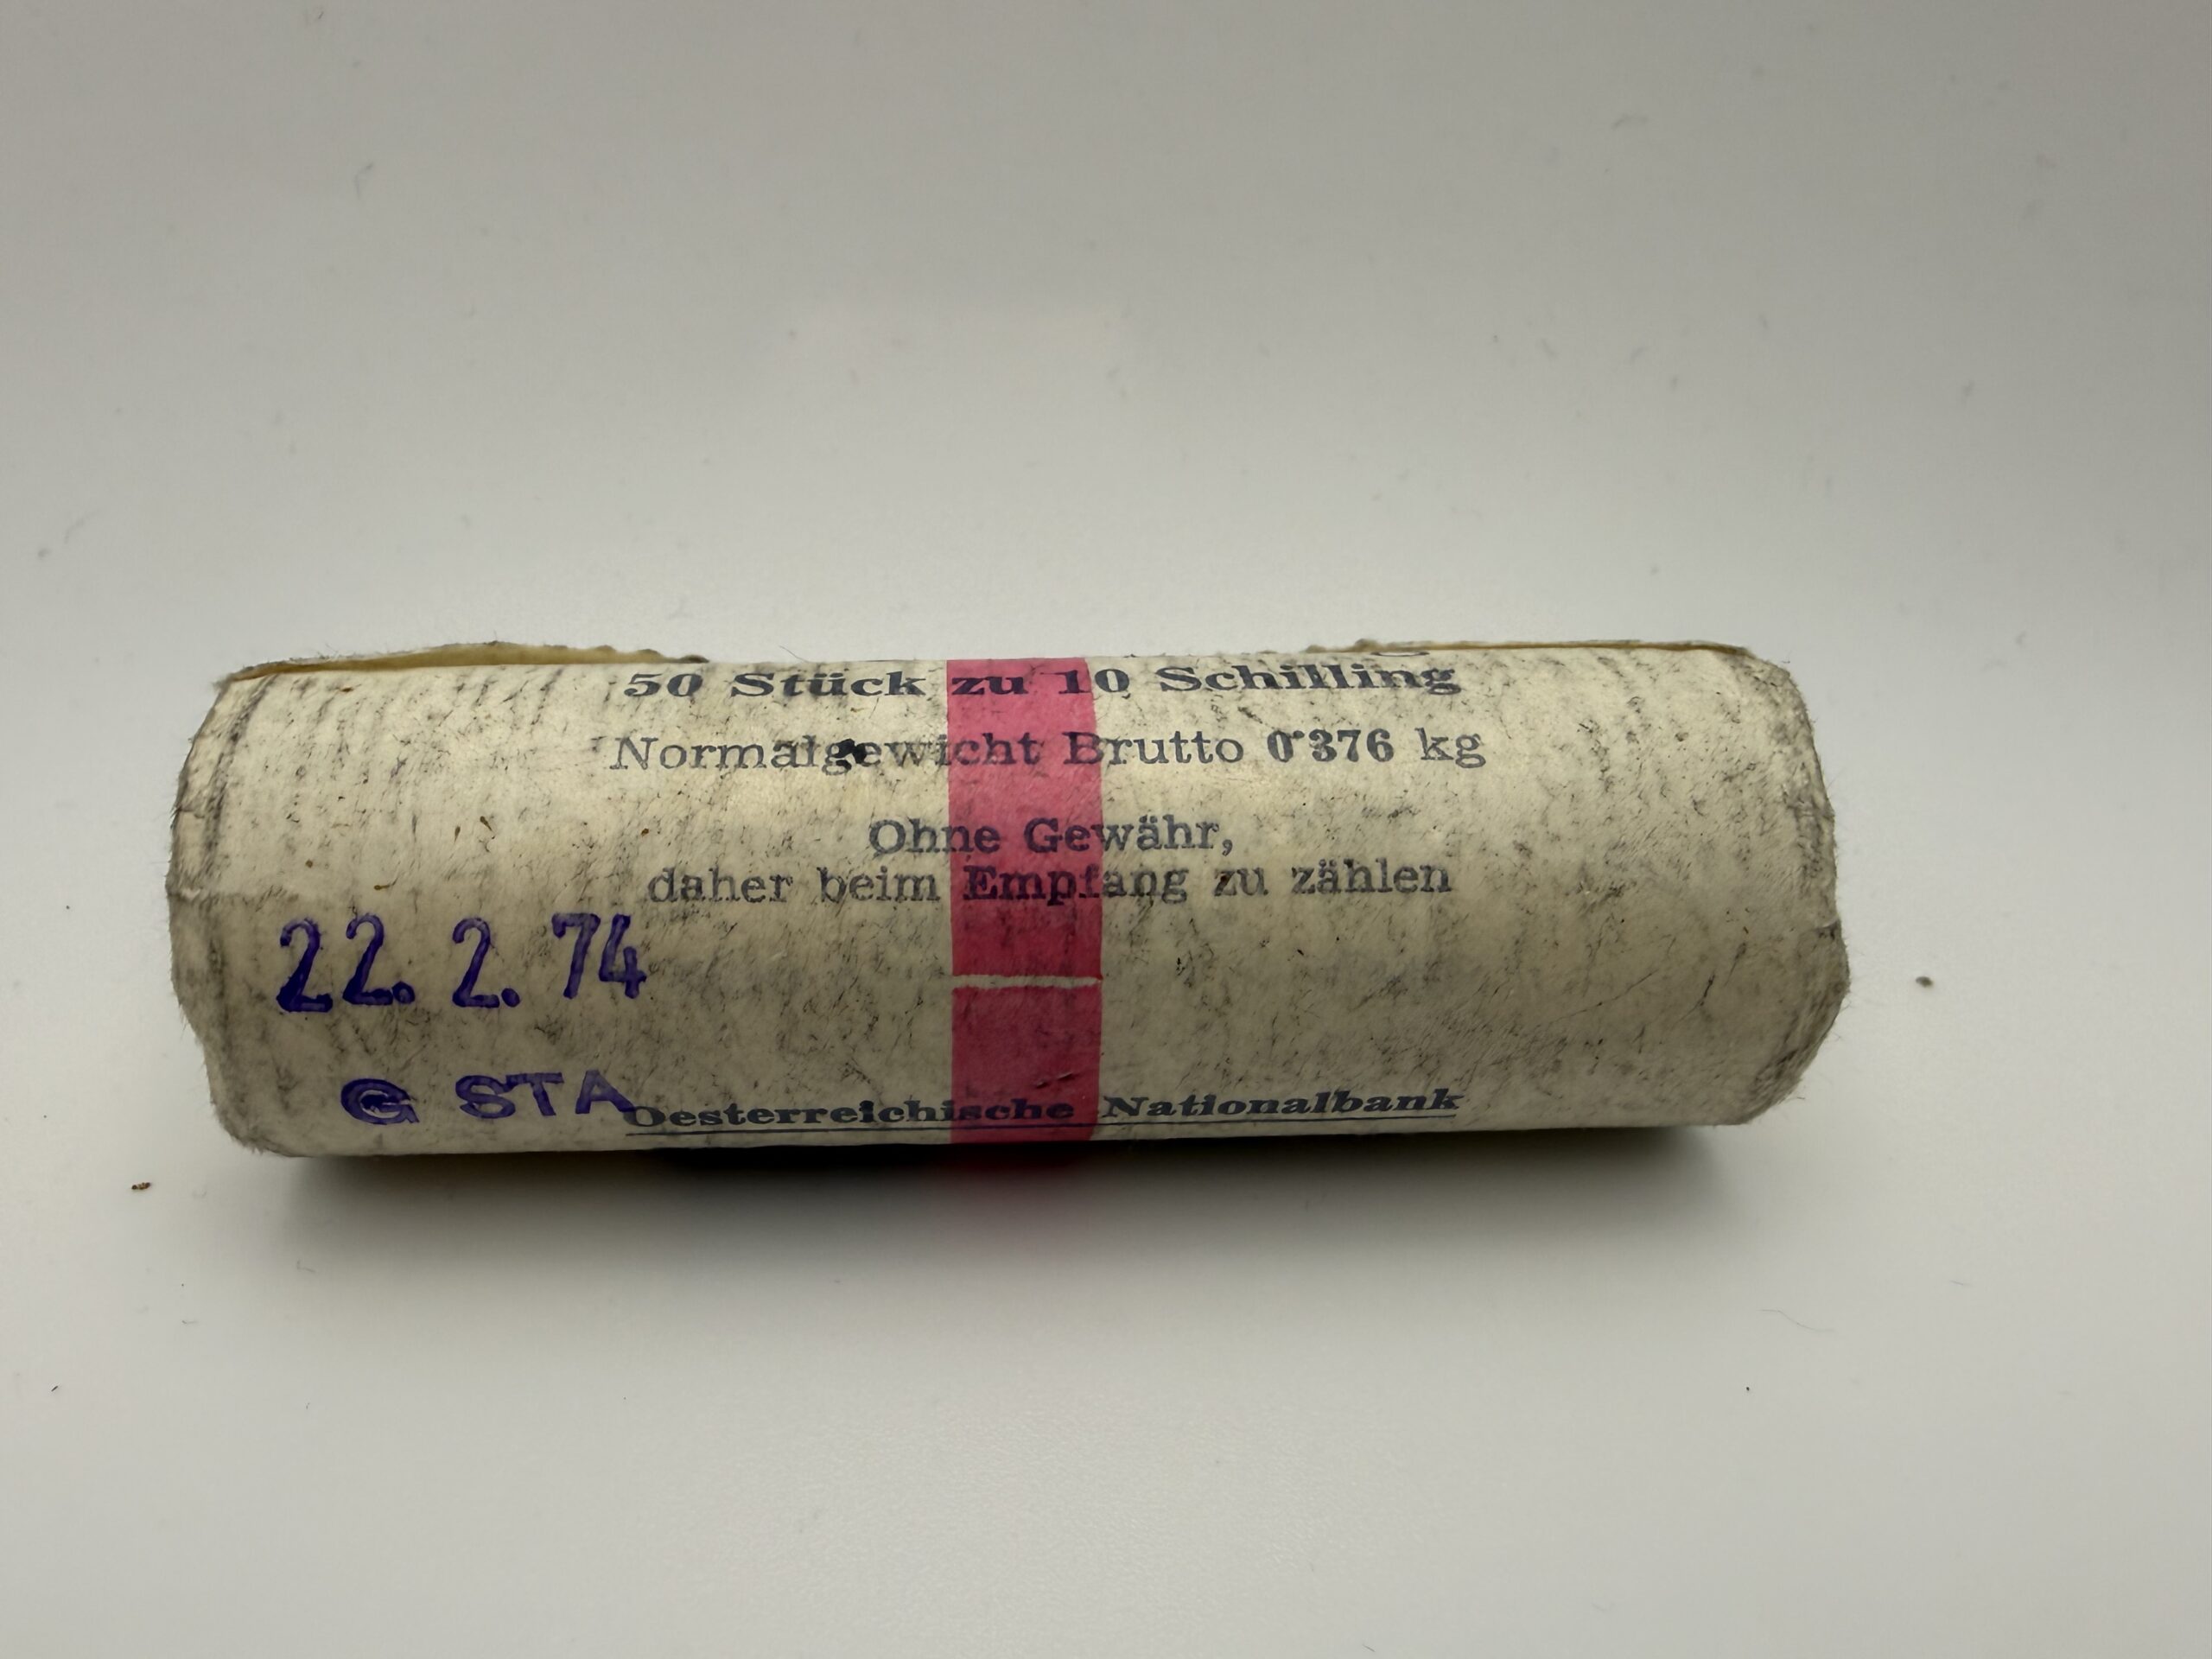 50 Stück zu 10 Schilling
Normalgewicht Brutto 0·376 kg
Ohne Gewähr,
daher beim Empfang zu zählen
22. 2. 74
G STA
Oesterreichische Nationalbank